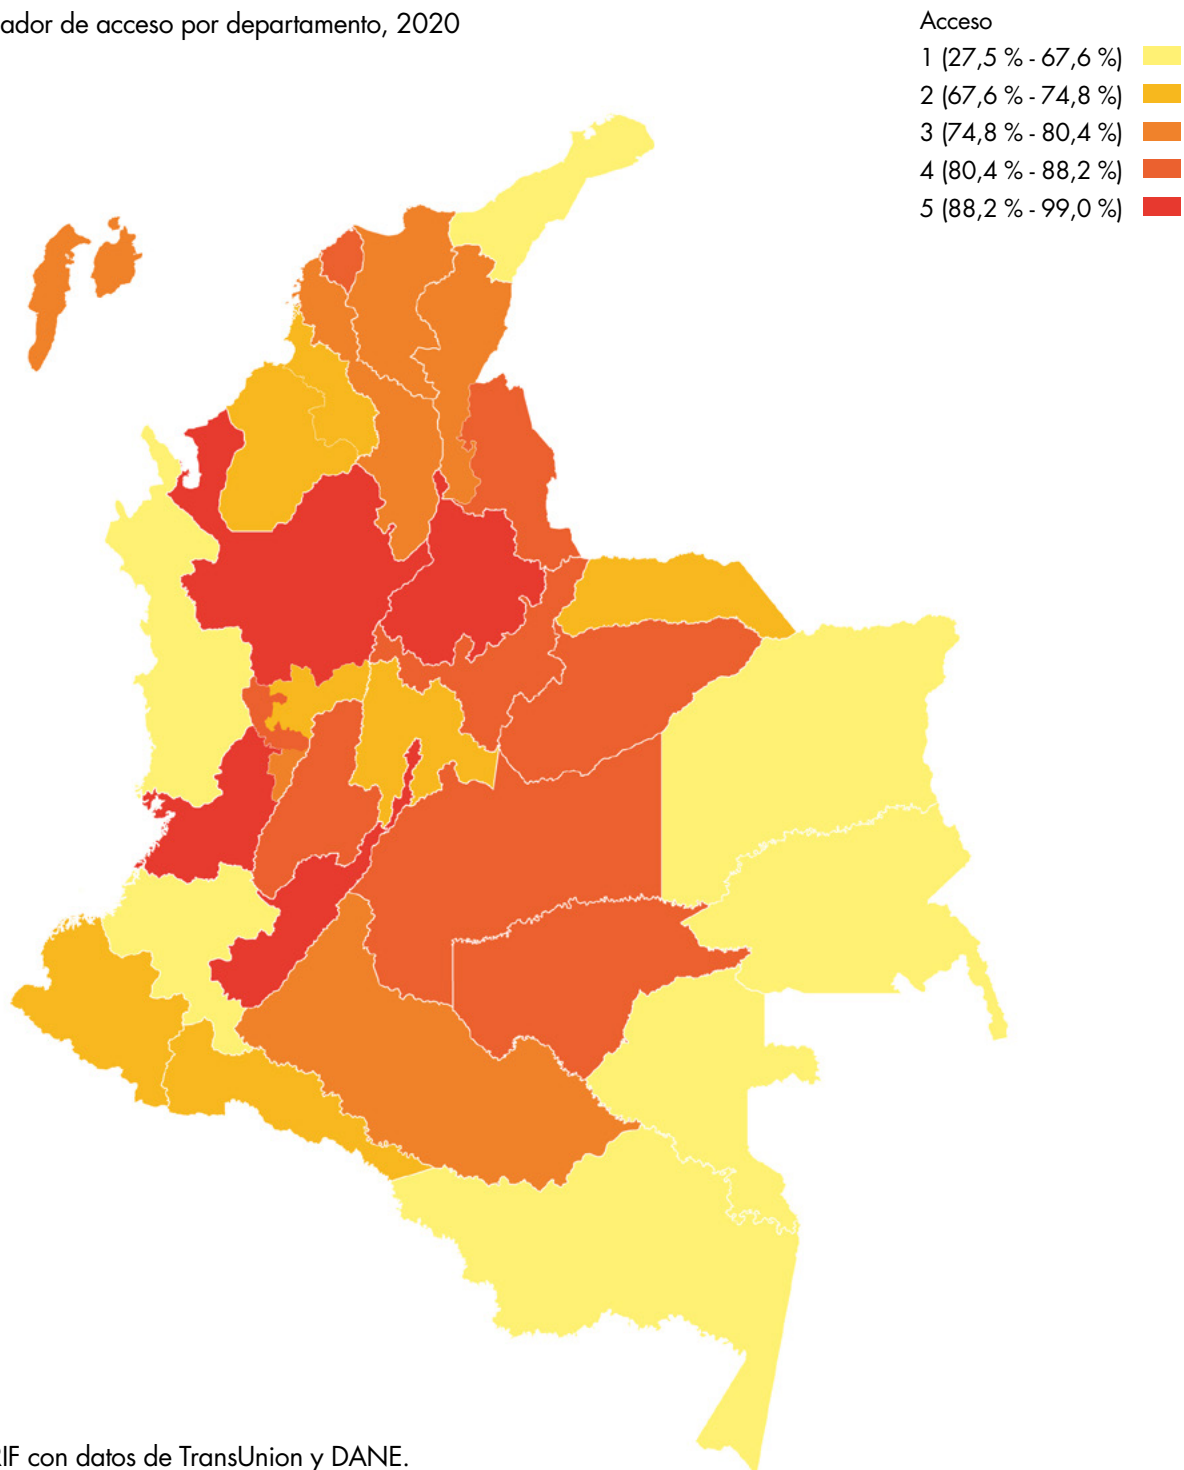 ador de acceso por departamento, 2020
Acceso
1 (27,5 % - 67,6 %)
2 (67,6 % - 74,8 %)
3 (74,8 % - 80,4 %)
4 (80,4 % - 88,2 %)
5 (88,2 % - 99,0 %)
RIF con datos de TransUnion y DANE.